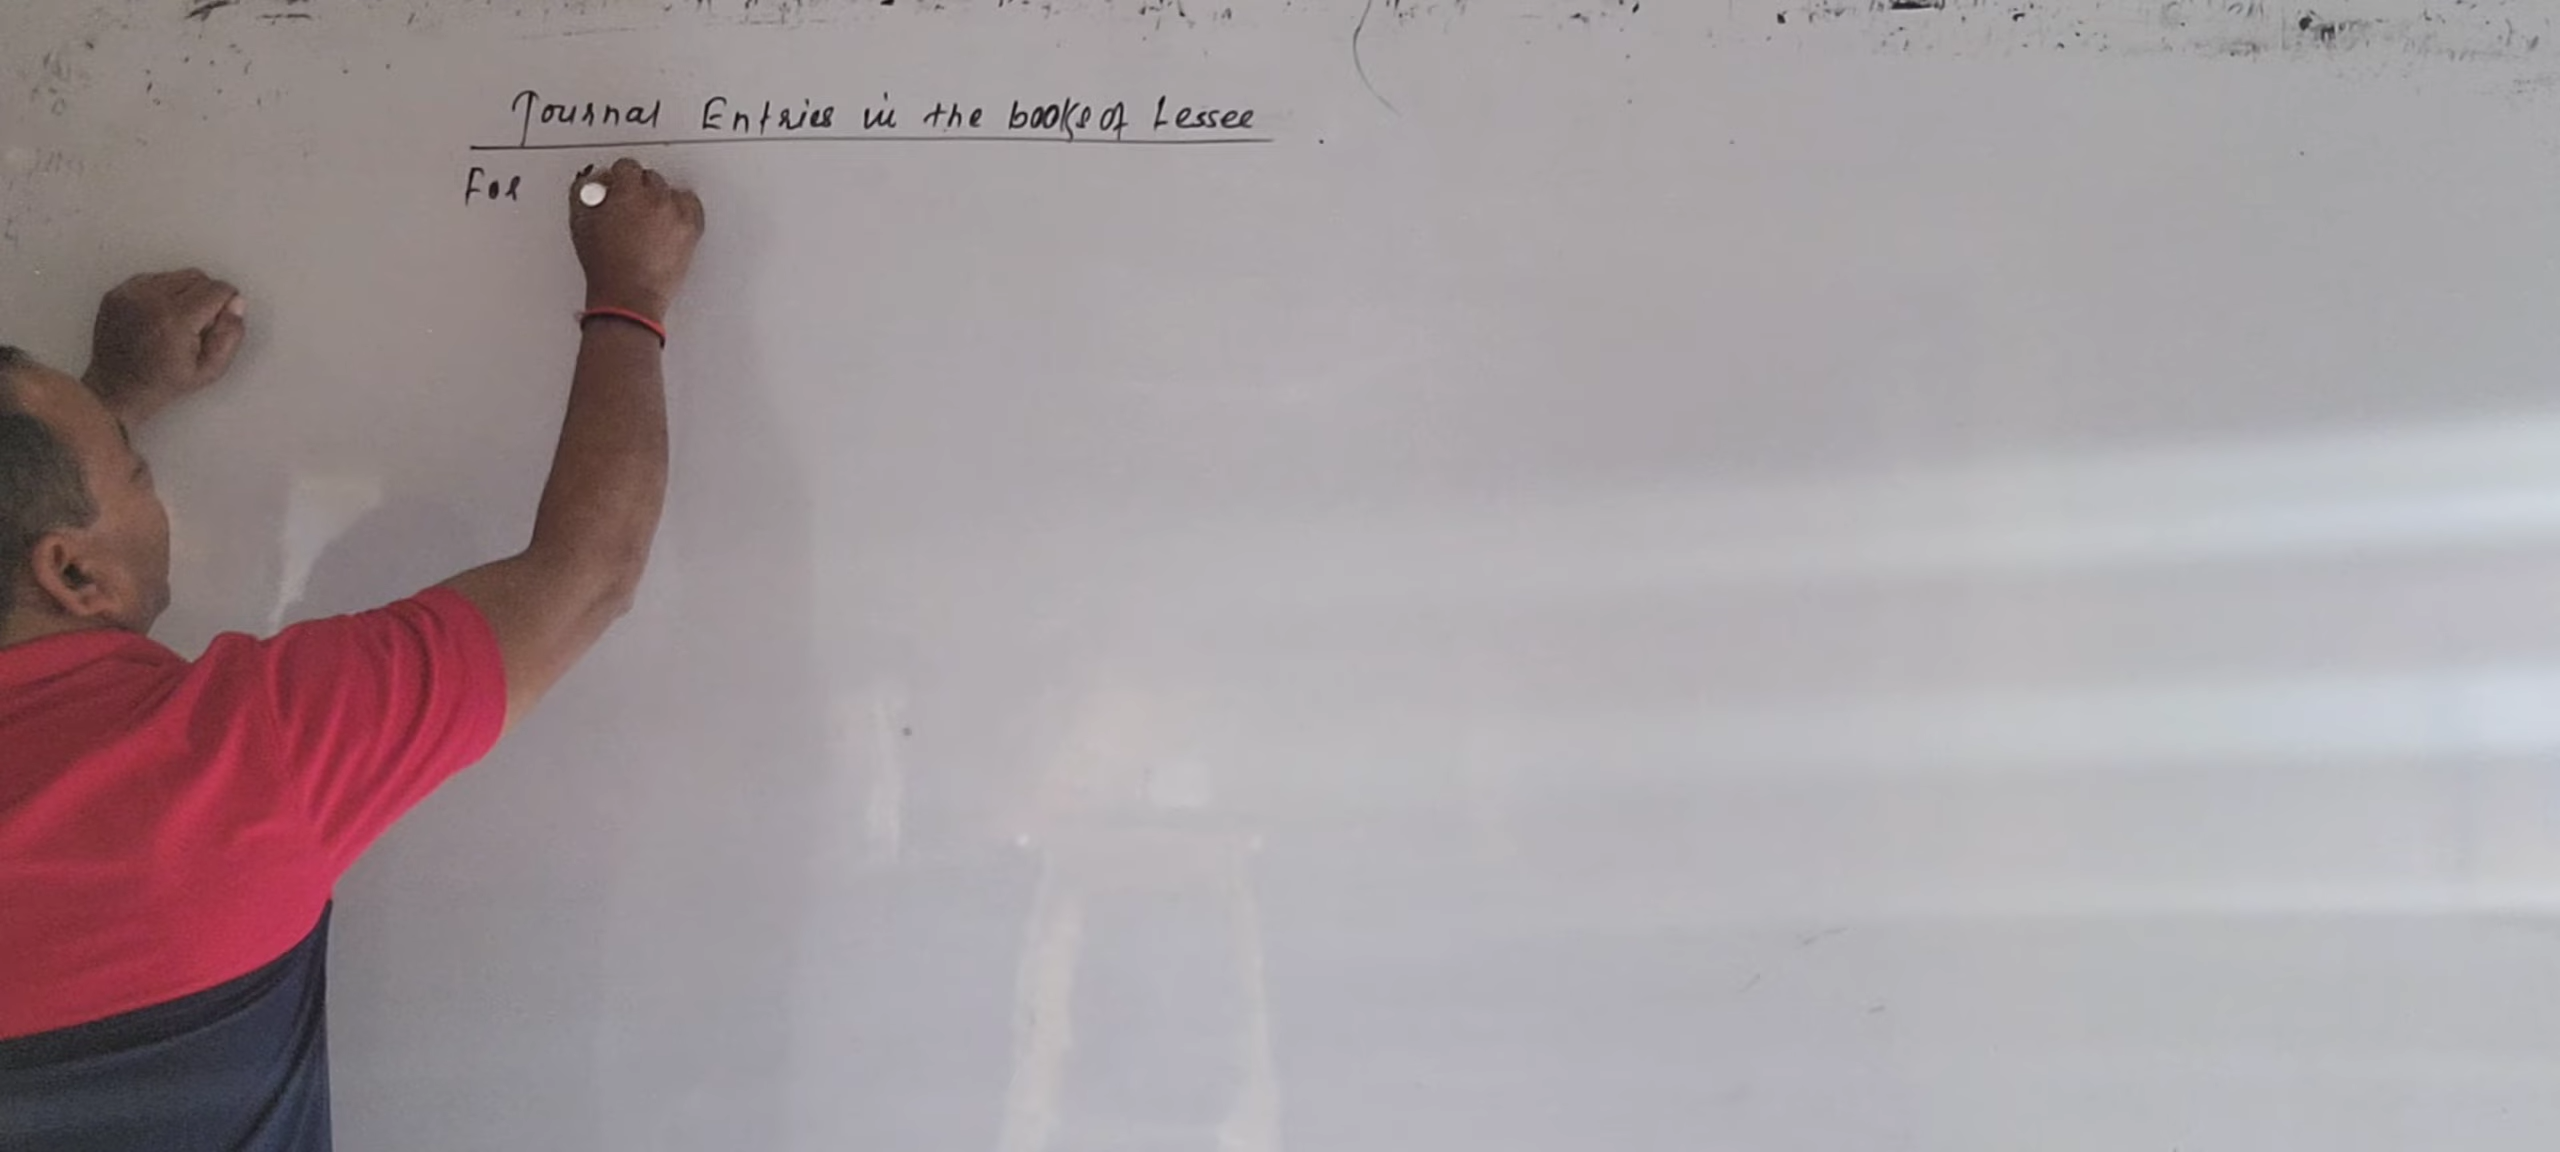 Journal Entries in the books of Lessee
For